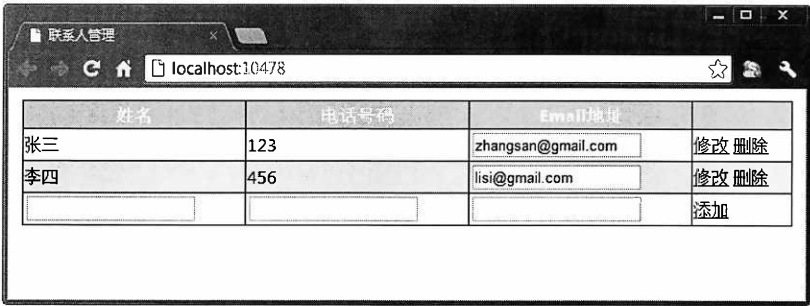 联系人管理
localhost:10478
姓名 电话号码 Email地址
张三 123 zhangsan@gmail.com 修改 删除
李四 456 lisi@gmail.com 修改 删除
添加